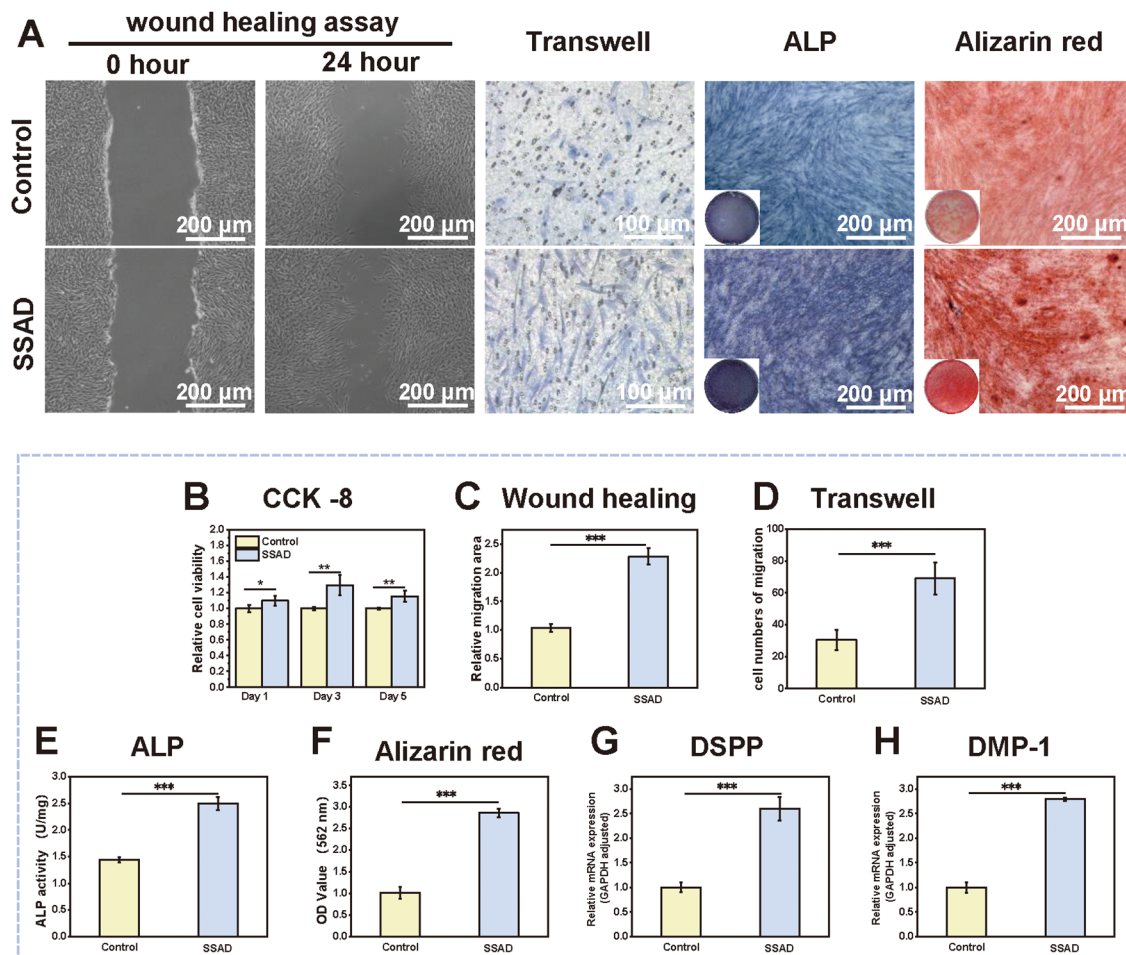 A
wound healing assay
0 hour
24 hour
Transwell
ALP
Alizarin red
Control
200 µm
200 µm
100 µm
200 µm
200 µm
SSAD
200 µm
200 µm
100 µm
200 µm
200 µm
B CCK -8
Relative cell viability
2.0
1.8
1.6
1.4
1.2
1.0
0.8
0.6
0.4
0.2
0.0
Control
SSAD
*
**
**
Day 1
Day 3
Day 5
C Wound healing
Relative migration area
2.5
2.0
1.5
1.0
0.5
0.0
***
Control
SSAD
D Transwell
cell numbers of migration
100
80
60
40
20
0
***
Control
SSAD
E ALP
ALP activity (U/mg)
3.0
2.5
2.0
1.5
1.0
0.5
0.0
***
Control
SSAD
F Alizarin red
OD Value (562 nm)
3.5
3.0
2.5
2.0
1.5
1.0
0.5
0.0
***
Control
SSAD
G DSPP
Relative mRNA expression
(GAPDH adjusted)
3.0
2.5
2.0
1.5
1.0
0.5
0.0
***
Control
SSAD
H DMP-1
Relative mRNA expression
(GAPDH adjusted)
3.0
2.5
2.0
1.5
1.0
0.5
0.0
***
Control
SSAD